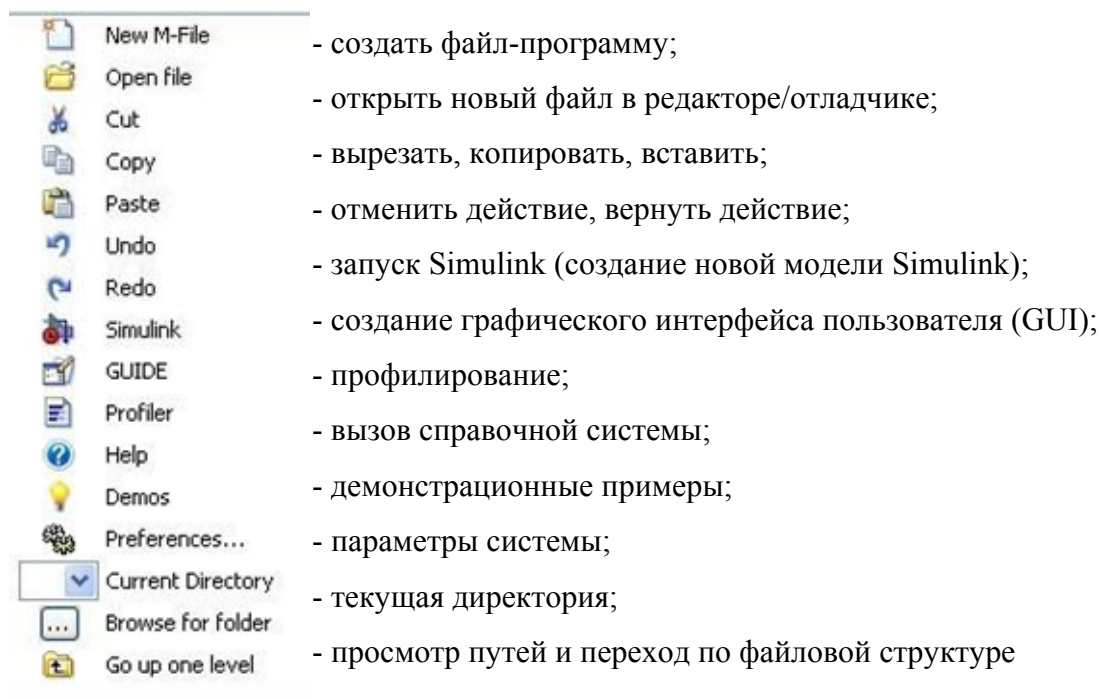 New M-File
Open file
Cut
Copy
Paste
Undo
Redo
Simulink
GUIDE
Profiler
Help
Demos
Preferences...
Current Directory
... Browse for folder
Go up one level
- создать файл-программу;
- открыть новый файл в редакторе/отладчике;
- вырезать, копировать, вставить;
- отменить действие, вернуть действие;
- запуск Simulink (создание новой модели Simulink);
- создание графического интерфейса пользователя (GUI);
- профилирование;
- вызов справочной системы;
- демонстрационные примеры;
- параметры системы;
- текущая директория;
- просмотр путей и переход по файловой структуре